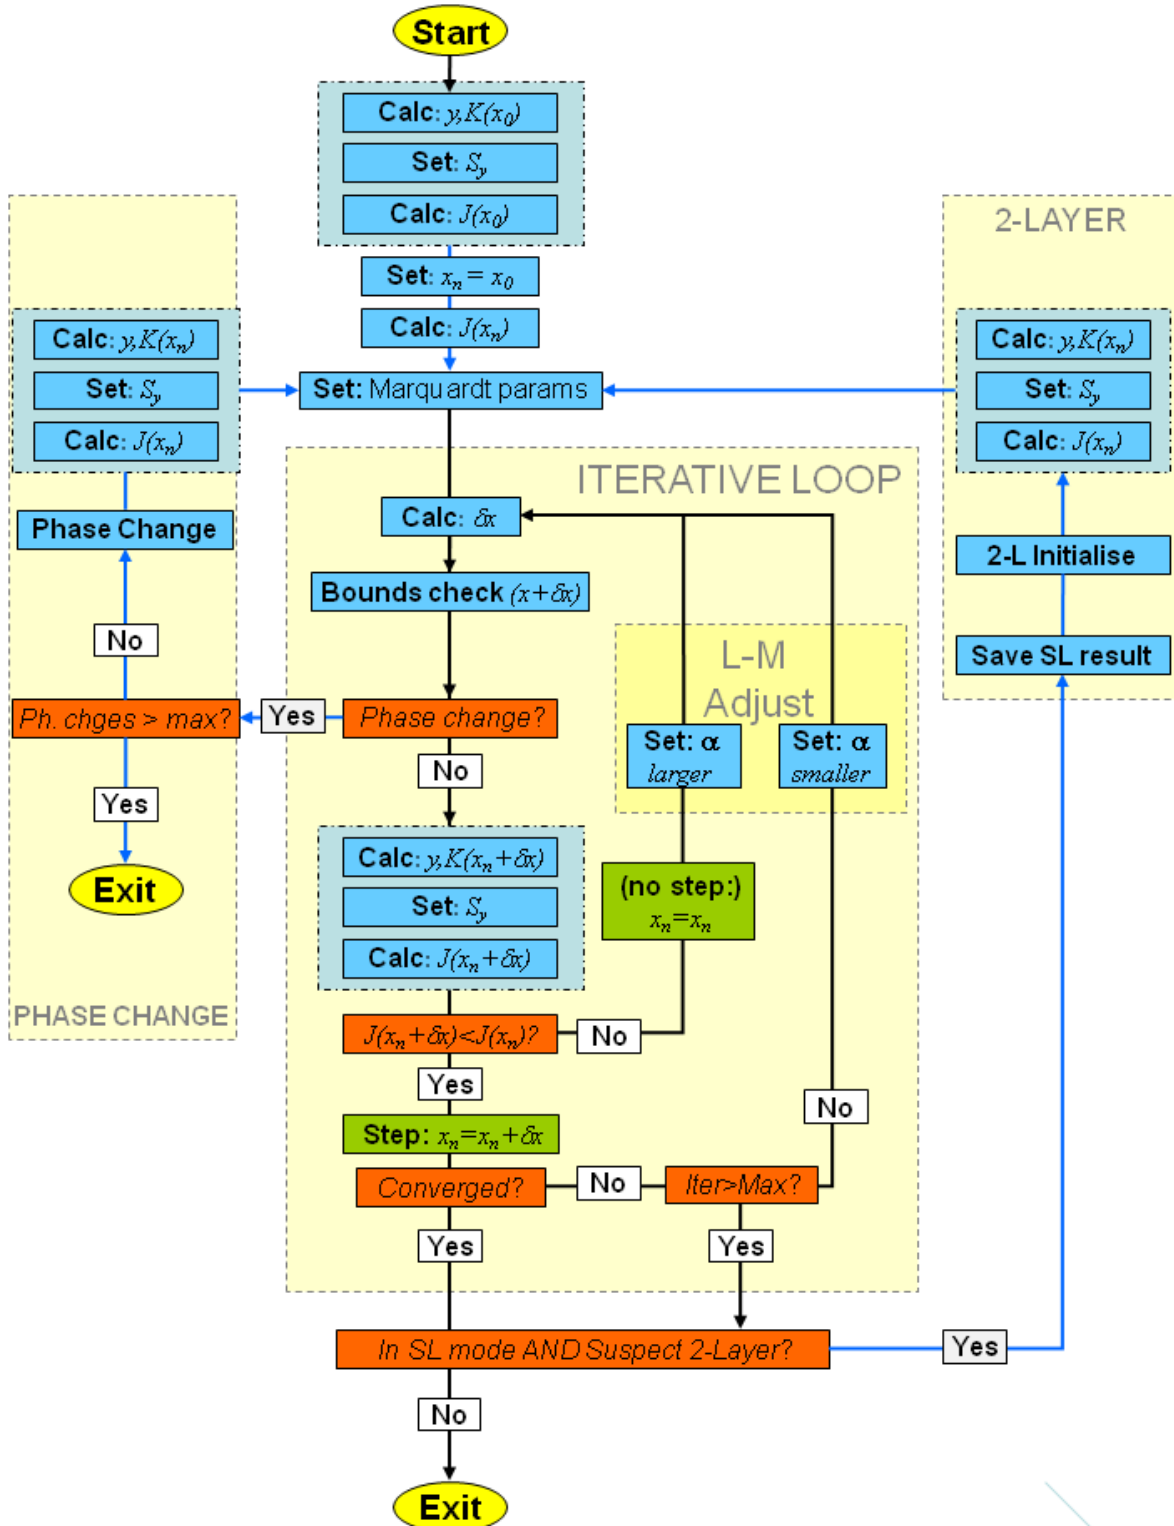 Start
Calc: y,K(x₀)
Set: Sᵧ
Calc: J(x₀)
Set: xₙ = x₀
Calc: J(xₙ)
Set: Marquardt params
Calc: y,K(xₙ)
Set: Sᵧ
Calc: J(xₙ)
Phase Change
No
Ph. chges > max?
Yes
Exit
PHASE CHANGE
2-LAYER
Calc: y,K(xₙ)
Set: Sᵧ
Calc: J(xₙ)
2-L Initialise
Save SL result
ITERATIVE LOOP
Calc: δx
Bounds check (x+δx)
Phase change?
Yes
No
L-M
Adjust
Set: α
larger
Set: α
smaller
Calc: y,K(xₙ+δx)
Set: Sᵧ
Calc: J(xₙ+δx)
(no step:)
xₙ=xₙ
J(xₙ+δx)<J(xₙ)?
No
Yes
Step: xₙ=xₙ+δx
Converged?
No
Iter>Max?
No
Yes
Yes
In SL mode AND Suspect 2-Layer?
Yes
No
Exit